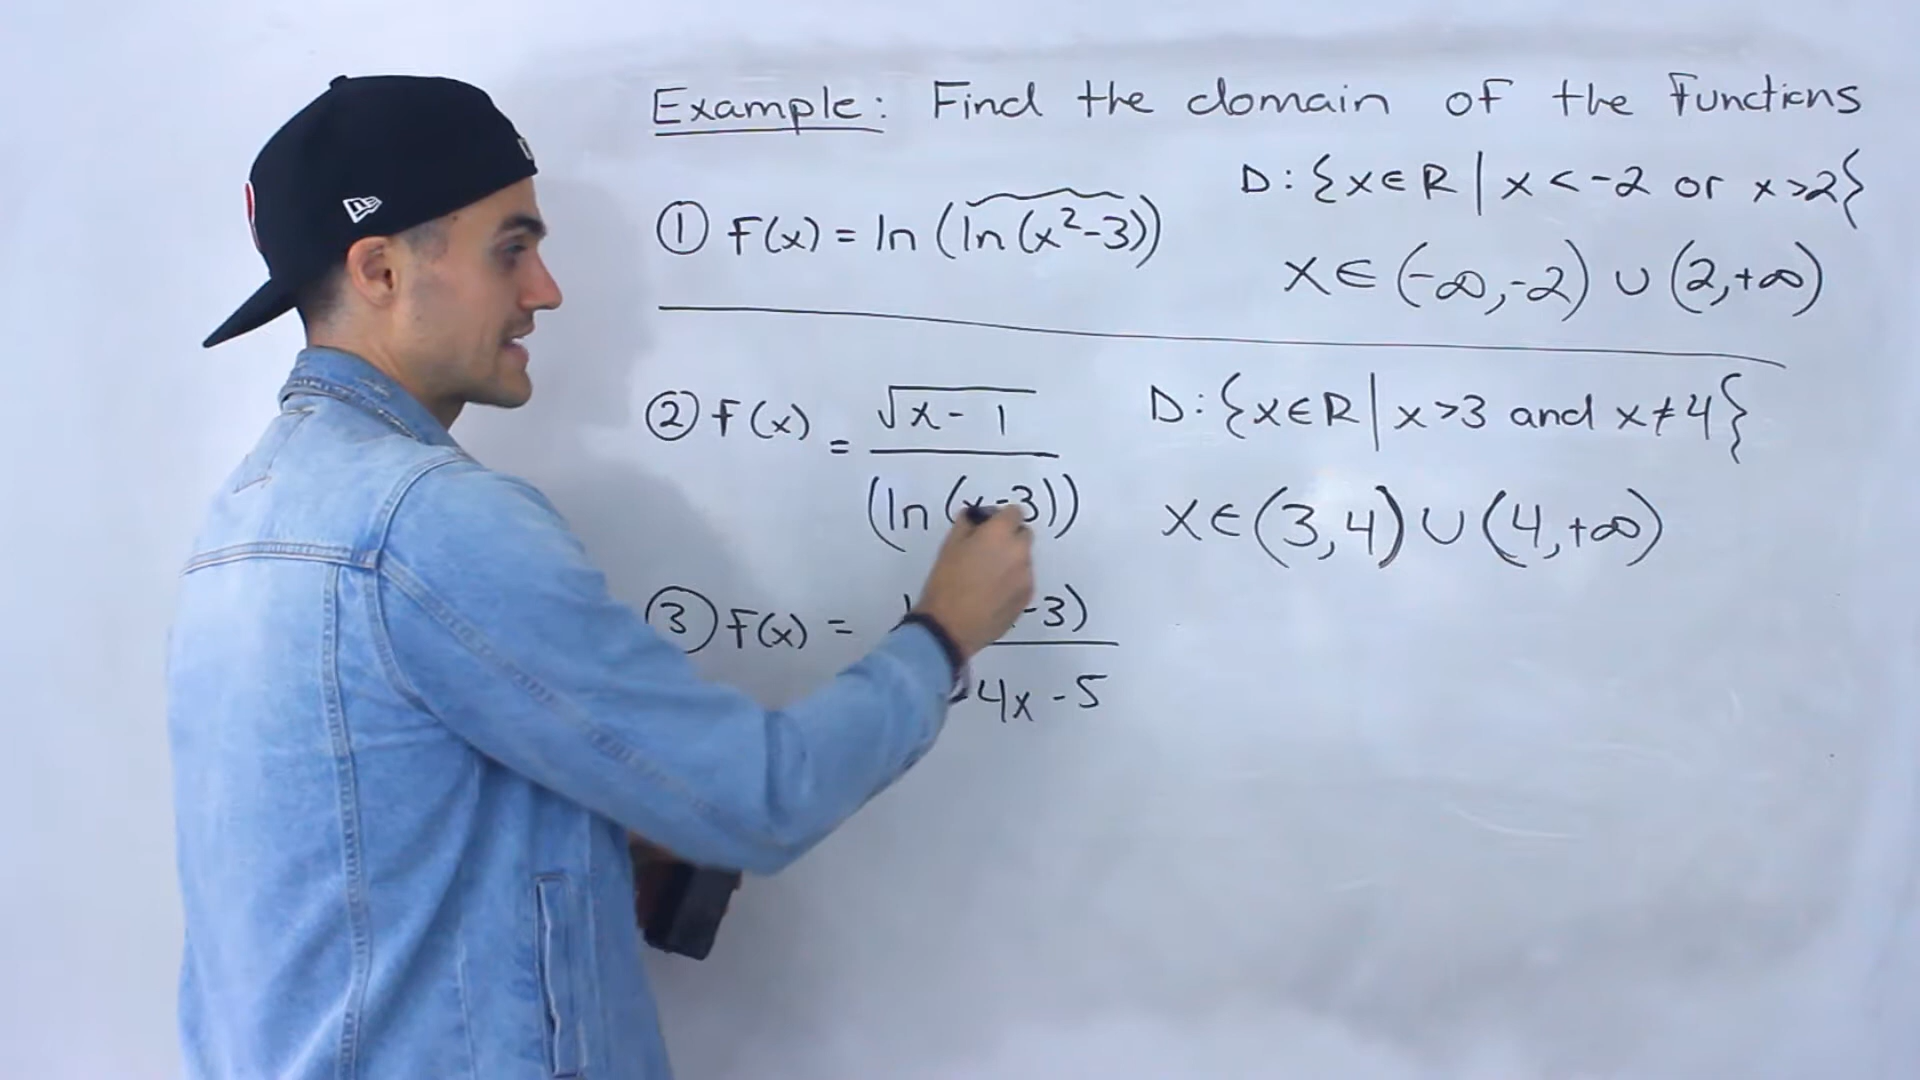 Example: Find the domain of the functions
D: {x∈R | x < -2 or x > 2}
① f(x) = ln (ln (x²-3))
x ∈ (-∞, -2) ∪ (2, +∞)
② f(x) = √x - 1
(ln (x-3))
D: {x∈R | x > 3 and x ≠ 4}
x ∈ (3, 4) ∪ (4, +∞)
③ f(x) = -3)
4x - 5